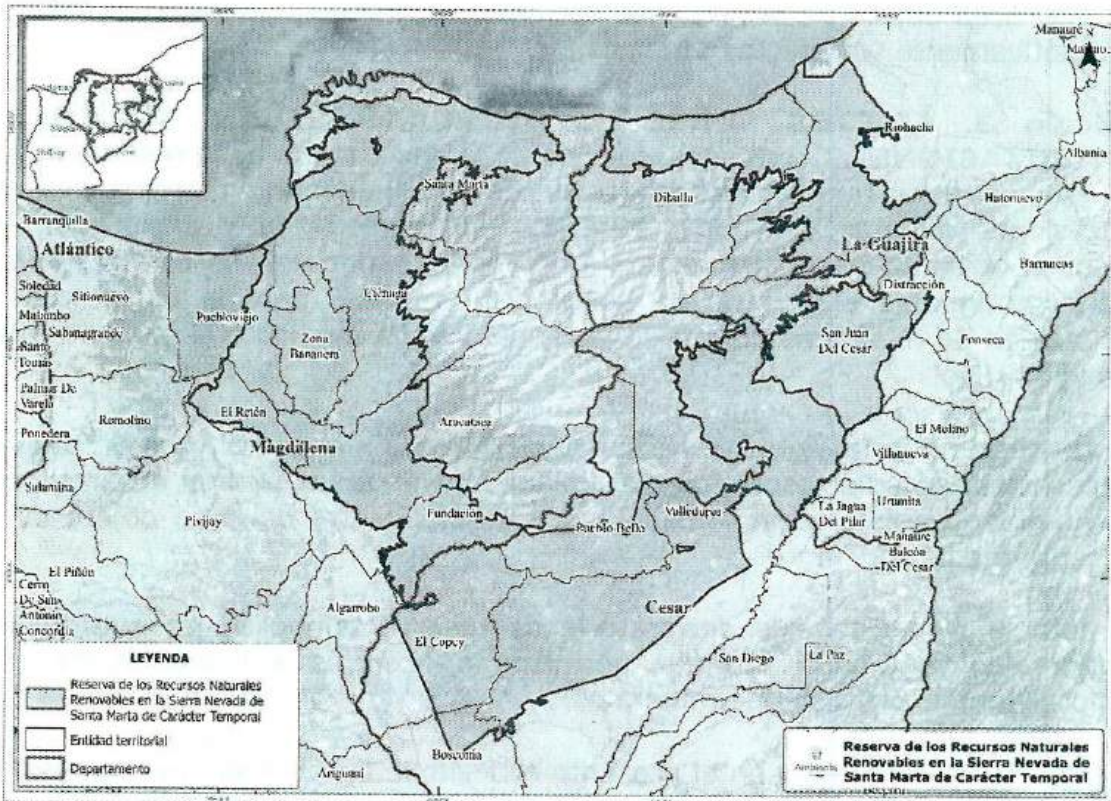 Manaure
Riohacha
Albania
Santa Marta
Dibulla
Hatonuevo
Barranquilla
Atlántico
La Guajira
Barrancas
Soledad
Sitionuevo
Ciénaga
Distracción
Malambo
Puebloviejo
Sabanagrande
Zona
Bananera
San Juan
Del Cesar
Fonseca
Santo
Tomas
Palmar De
Varela
El Retén
Remolino
Aracataca
El Molino
Ponedera
Magdalena
Villanueva
Salamina
Fundación
Valledupar
La Jagua
Del Pilar
Urumita
Pivijay
Pueblo Bello
Manaure
Balcón
Del Cesar
El Piñón
Cerro
De San
Antonio
Concordia
Algarrobo
Cesar
El Copey
San Diego
La Paz
Bosconia
Ariguaní
LEYENDA
Reserva de los Recursos Naturales
Renovables en la Sierra Nevada de
Santa Marta de Carácter Temporal
Entidad territorial
Departamento
Ambiente
Reserva de los Recursos Naturales
Renovables en la Sierra Nevada de
Santa Marta de Carácter Temporal